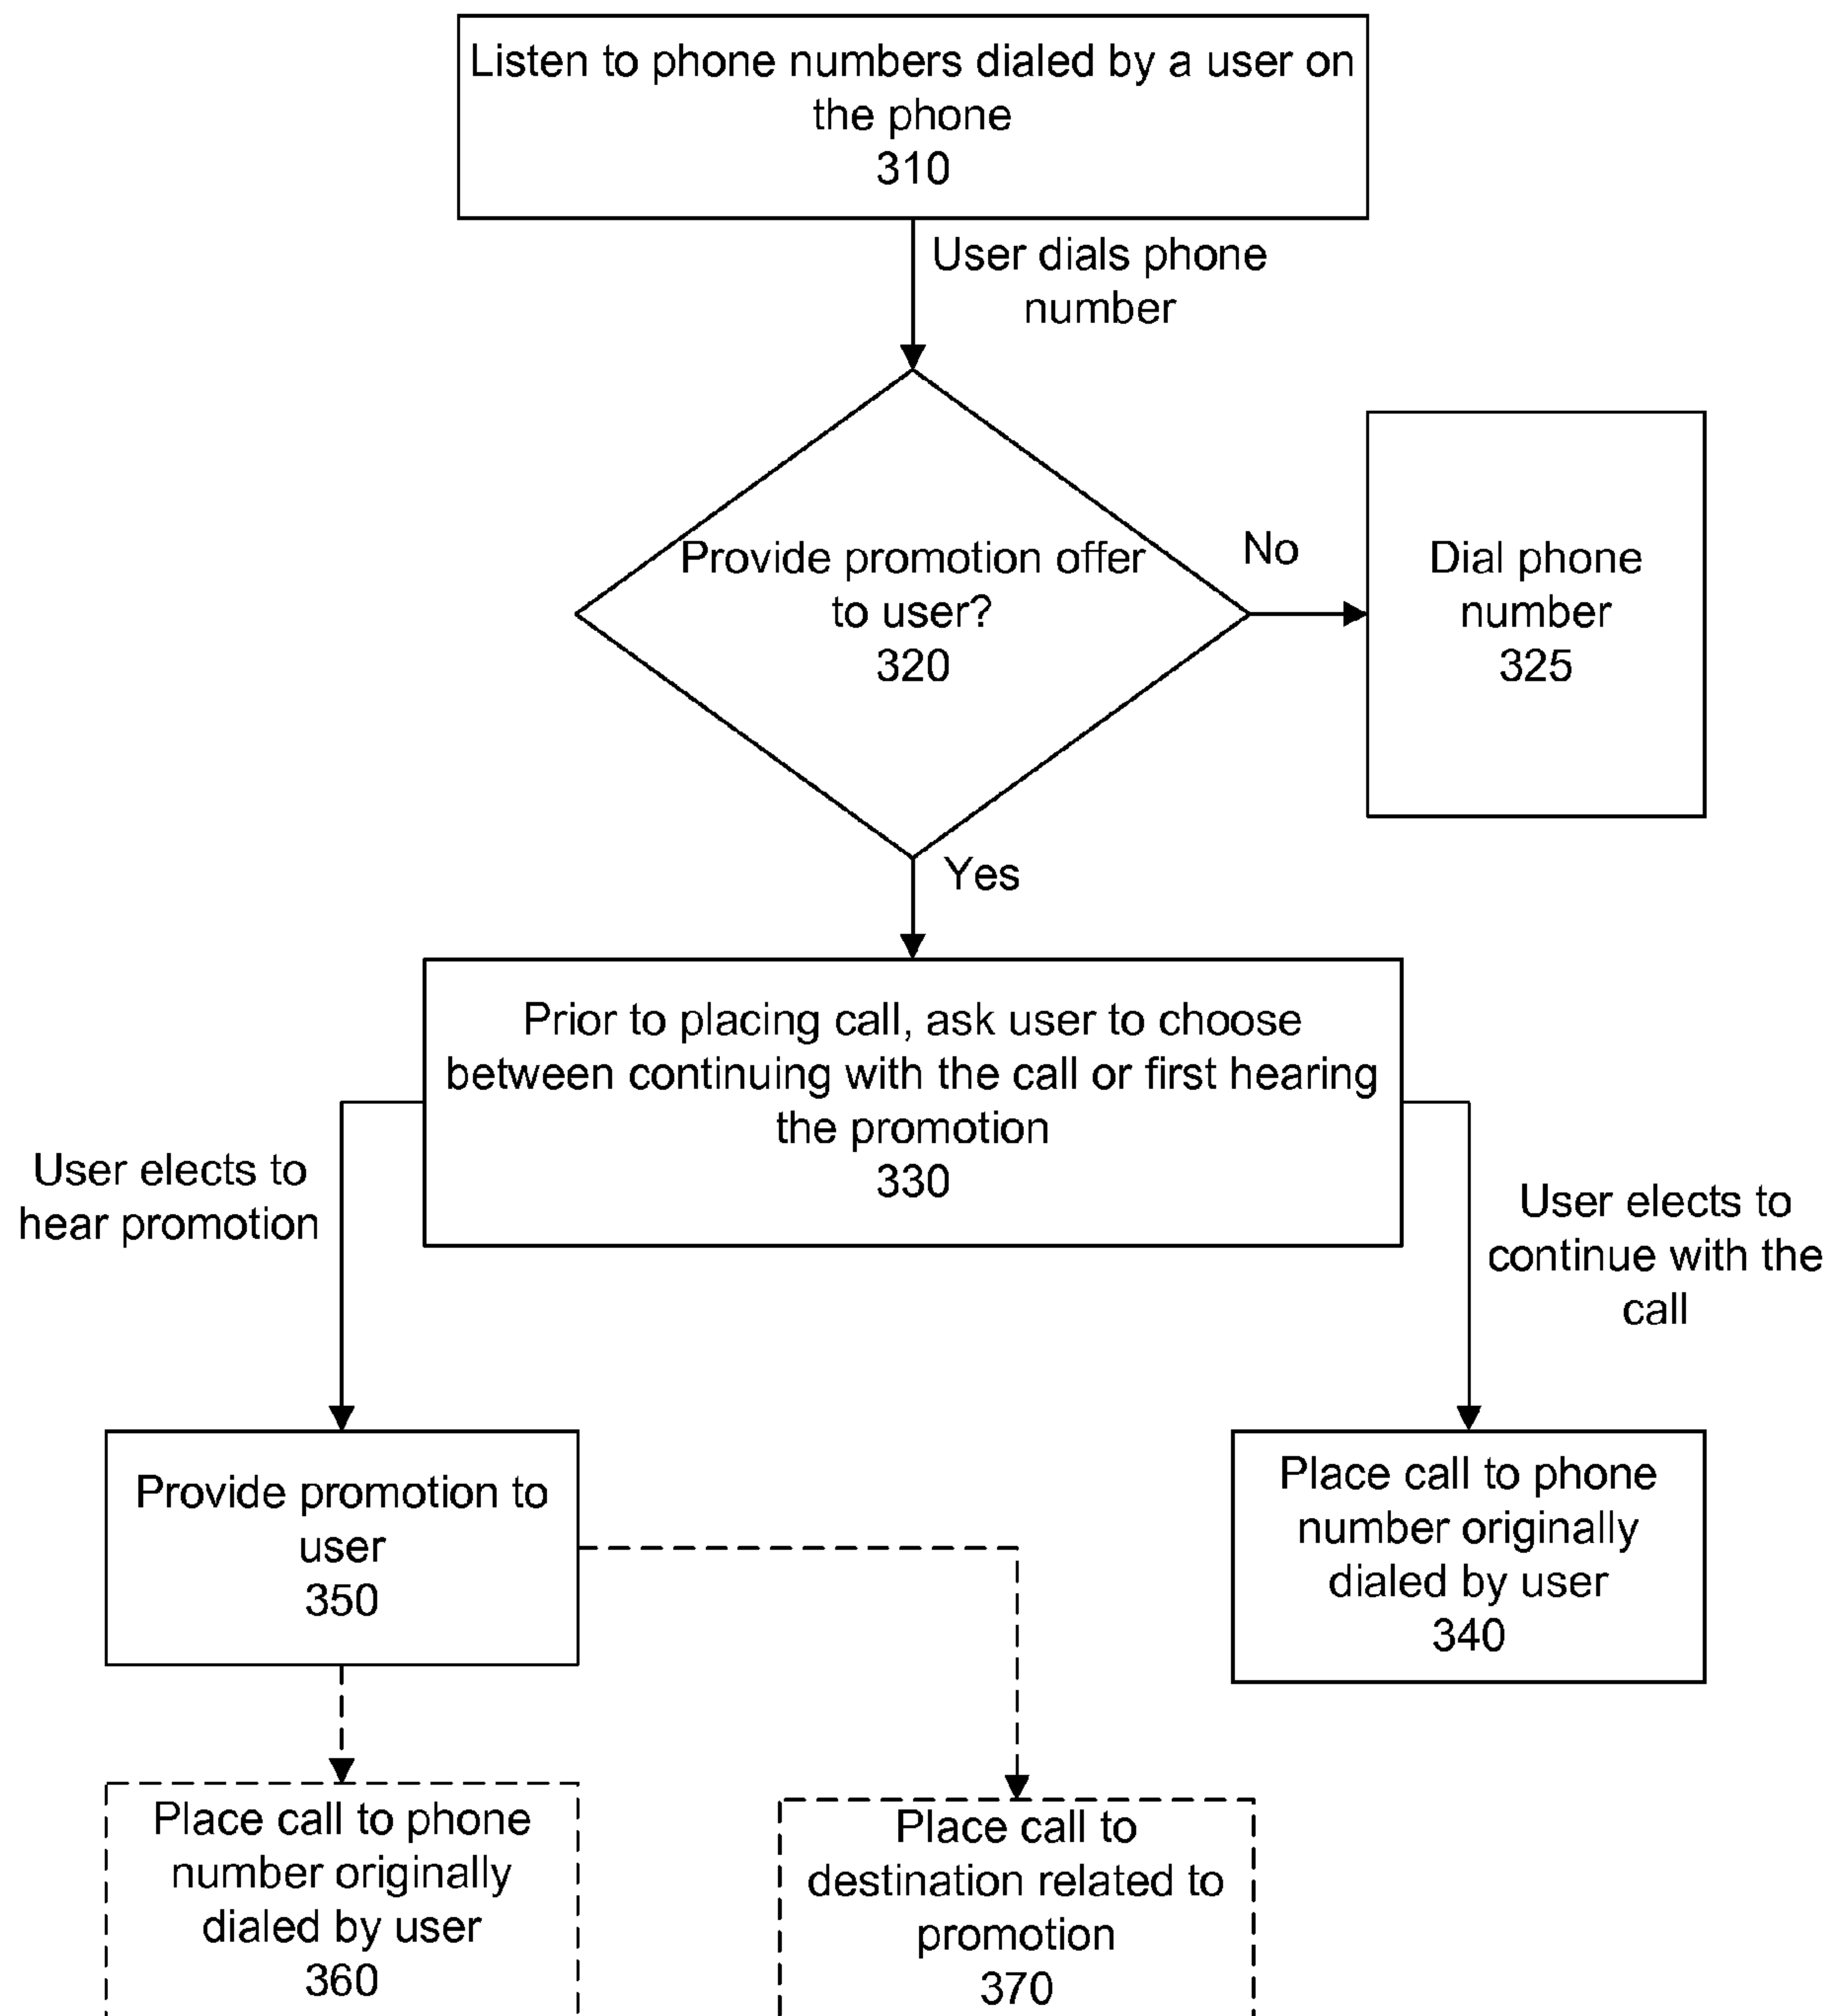 Listen to phone numbers dialed by a user on
the phone
310
User dials phone
number
Provide promotion offer
to user?
320
No
Dial phone
number
325
Yes
Prior to placing call, ask user to choose
between continuing with the call or first hearing
the promotion
330
User elects to
hear promotion
User elects to
continue with the
call
Provide promotion to
user
350
Place call to phone
number originally
dialed by user
340
Place call to phone
number originally
dialed by user
360
Place call to
destination related to
promotion
370